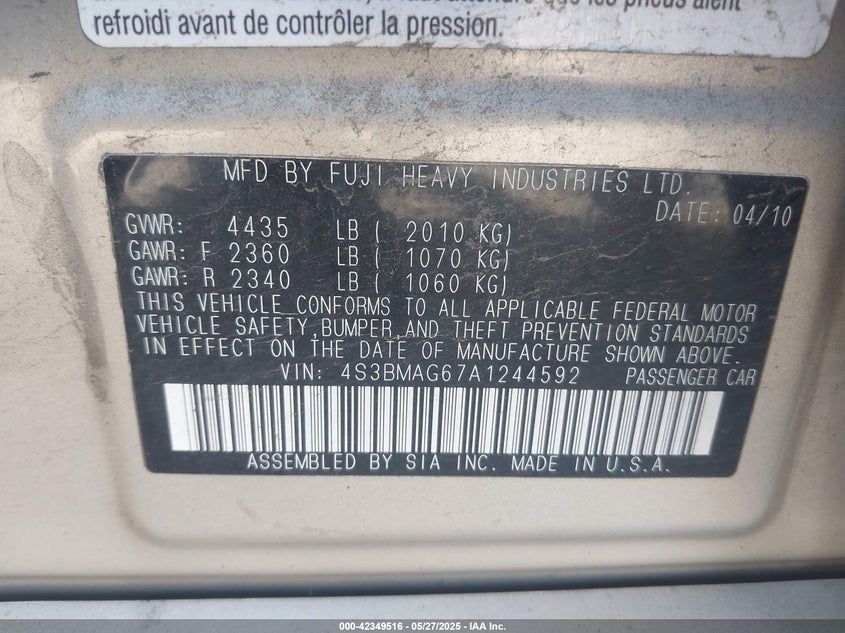 refroidi avant de contrôler la pression.
MFD BY FUJI HEAVY INDUSTRIES LTD.
DATE: 04/10
GVWR: 4435 LB ( 2010 KG)
GAWR: F 2360 LB ( 1070 KG)
GAWR: R 2340 LB ( 1060 KG)
THIS VEHICLE CONFORMS TO ALL APPLICABLE FEDERAL MOTOR
VEHICLE SAFETY,BUMPER,AND THEFT PREVENTION STANDARDS
IN EFFECT ON THE DATE OF MANUFACTURE SHOWN ABOVE.
VIN: 4S3BMAG67A1244592 PASSENGER CAR
ASSEMBLED BY SIA INC. MADE IN U.S.A.
000-42349516 - 05/27/2025 - IAA Inc.